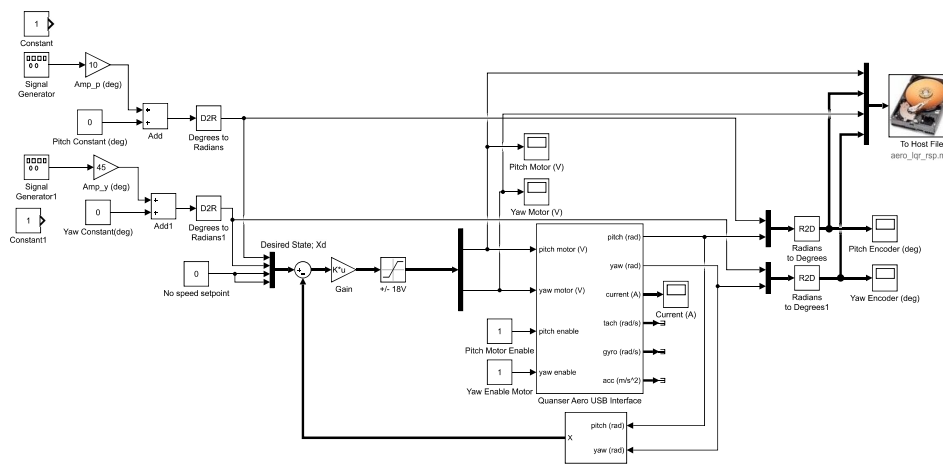 1
Constant
Signal
Generator
10
Amp_p (deg)
0
Pitch Constant (deg)
+
+
Add
D2R
Degrees to
Radians
Signal
Generator1
45
Amp_y (deg)
1
Constant1
0
Yaw Constant(deg)
+
+
Add1
D2R
Degrees to
Radians1
0
No speed setpoint
Desired State; Xd
+
-
K*u
Gain
+/- 18V
Pitch Motor (V)
Yaw Motor (V)
1
Pitch Motor Enable
1
Yaw Enable Motor
pitch motor (V)
yaw motor (V)
pitch enable
yaw enable
pitch (rad)
yaw (rad)
current (A)
tach (rad/s)
gyro (rad/s)
acc (m/s^2)
Quanser Aero USB Interface
Current (A)
X
pitch (rad)
yaw (rad)
R2D
Radians
to Degrees
R2D
Radians
to Degrees1
Pitch Encoder (deg)
Yaw Encoder (deg)
To Host File
aero_lqr_rsp.m